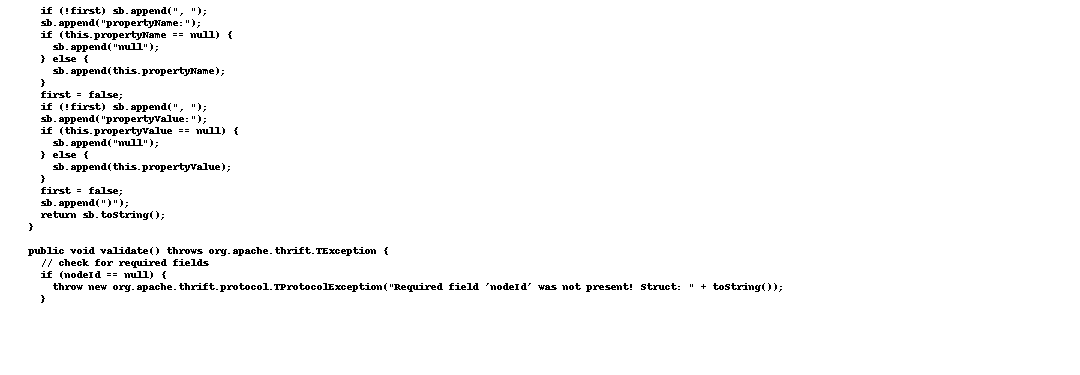 if (!first) sb.append(", ");
    sb.append("propertyName:");
    if (this.propertyName == null) {
      sb.append("null");
    } else {
      sb.append(this.propertyName);
    }
    first = false;
    if (!first) sb.append(", ");
    sb.append("propertyValue:");
    if (this.propertyValue == null) {
      sb.append("null");
    } else {
      sb.append(this.propertyValue);
    }
    first = false;
    sb.append(")");
    return sb.toString();
  }
  public void validate() throws org.apache.thrift.TException {
    // check for required fields
    if (nodeId == null) {
      throw new org.apache.thrift.protocol.TProtocolException("Required field 'nodeId' was not present! Struct: " + toString());
    }